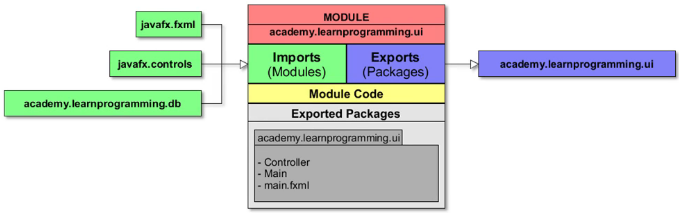 javafx.fxml
javafx.controls
academy.learnprogramming.db
MODULE
academy.learnprogramming.ui
Imports
(Modules)
Exports
(Packages)
Module Code
Exported Packages
academy.learnprogramming.ui
- Controller
- Main
- main.fxml
academy.learnprogramming.ui